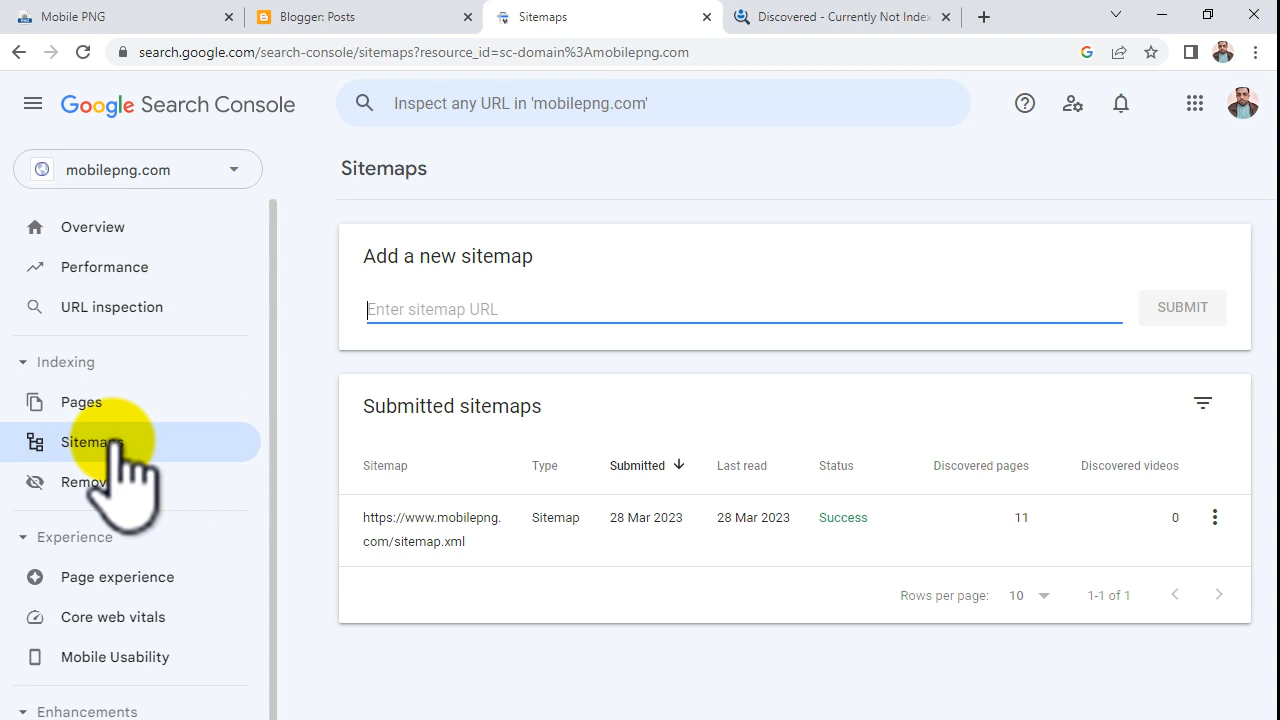 Mobile PNG
Blogger: Posts
Sitemaps
Discovered - Currently Not Index
search.google.com/search-console/sitemaps?resource_id=sc-domain%3Amobilepng.com
Google Search Console
Inspect any URL in 'mobilepng.com'
mobilepng.com
Sitemaps
Overview
Performance
URL inspection
Indexing
Pages
Sitemaps
Remov
Experience
Page experience
Core web vitals
Mobile Usability
Enhancements
Add a new sitemap
Enter sitemap URL
SUBMIT
Submitted sitemaps
Sitemap Type Submitted Last read Status Discovered pages Discovered videos
https://www.mobilepng. Sitemap 28 Mar 2023 28 Mar 2023 Success 11 0
com/sitemap.xml
Rows per page: 10 1-1 of 1